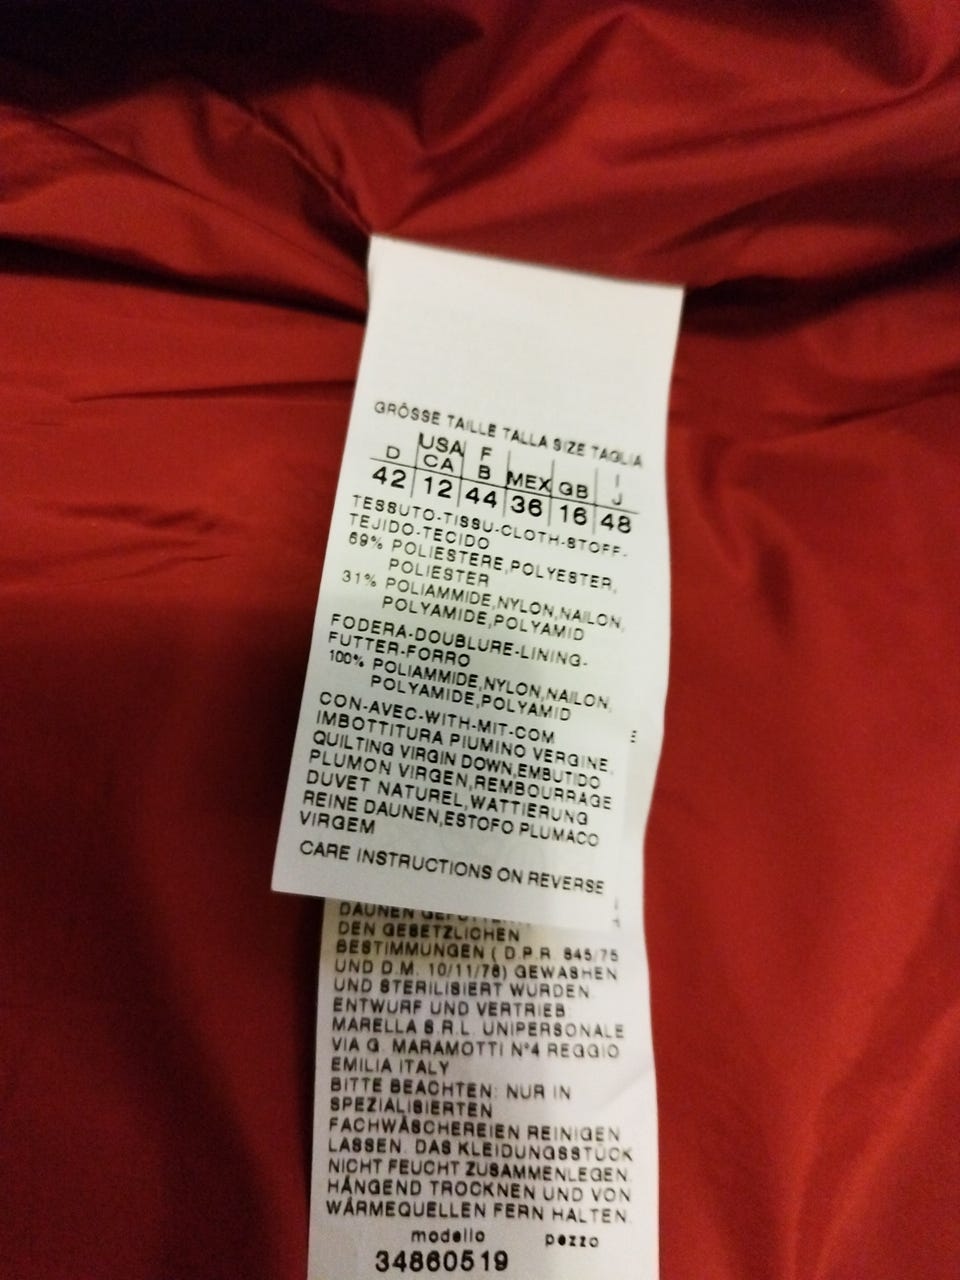 GRÖSSE TAILLE TALLA SIZE TAGLIA
D USA CA F B MEX GB I J
42 12 44 36 16 48
TESSUTO-TISSU-CLOTH-STOFF-
TEJIDO-TECIDO
69% POLIESTERE,POLYESTER,
POLIESTER
31% POLIAMMIDE,NYLON,NAILON,
POLYAMIDE,POLYAMID
FODERA-DOUBLURE-LINING-
FUTTER-FORRO
100% POLIAMMIDE,NYLON,NAILON,
POLYAMIDE,POLYAMID
CON-AVEC-WITH-MIT-COM
IMBOTTITURA PIUMINO VERGINE,
QUILTING VIRGIN DOWN,EMBUTIDO
PLUMON VIRGEN,REMBOURRAGE
DUVET NATUREL,WATTIERUNG
REINE DAUNEN,ESTOFO PLUMACO
VIRGEM
CARE INSTRUCTIONS ON REVERSE
DAUNEN
DEN GESETZLICHEN
BESTIMMUNGEN ( D.P.R. 845/75
UND D.M. 10/11/76) GEWASHEN
UND STERILISIERT WURDEN.
ENTWURF UND VERTRIEB:
MARELLA S.R.L. UNIPERSONALE
VIA G. MARAMOTTI N°4 REGGIO
EMILIA ITALY
BITTE BEACHTEN: NUR IN
SPEZIALISIERTEN
FACHWÄSCHEREIEN REINIGEN
LASSEN. DAS KLEIDUNGSSTÜCK
NICHT FEUCHT ZUSAMMENLEGEN.
HÄNGEND TROCKNEN UND VON
WÄRMEQUELLEN FERN HALTEN.
modello pezzo
34860519